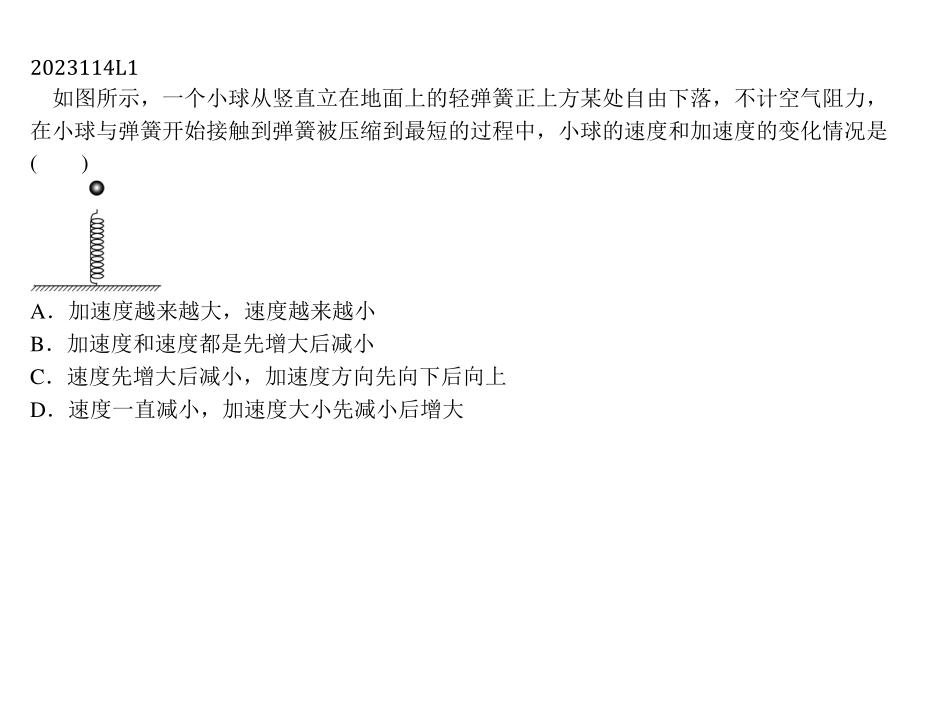 2023114L1
如图所示，一个小球从竖直立在地面上的轻弹簧正上方某处自由下落，不计空气阻力，
在小球与弹簧开始接触到弹簧被压缩到最短的过程中，小球的速度和加速度的变化情况是
(　　)
A．加速度越来越大，速度越来越小
B．加速度和速度都是先增大后减小
C．速度先增大后减小，加速度方向先向下后向上
D．速度一直减小，加速度大小先减小后增大